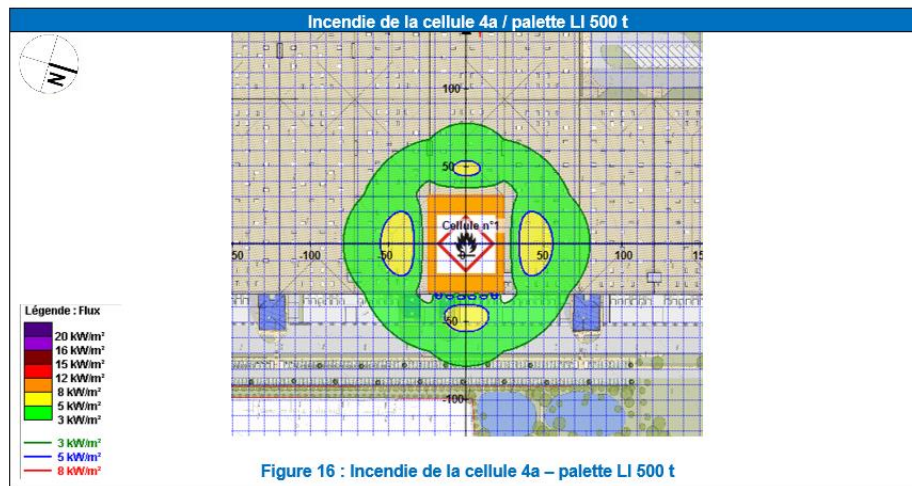 Incendie de la cellule 4a / palette LI 500 t
N
100
50
Cellule n°1
50
-100
-50
0
50
100
15
-50
-100
Légende : Flux
20 kW/m²
16 kW/m²
15 kW/m²
12 kW/m²
8 kW/m²
5 kW/m²
3 kW/m²
3 kW/m²
5 kW/m²
8 kW/m²
Figure 16 : Incendie de la cellule 4a – palette LI 500 t